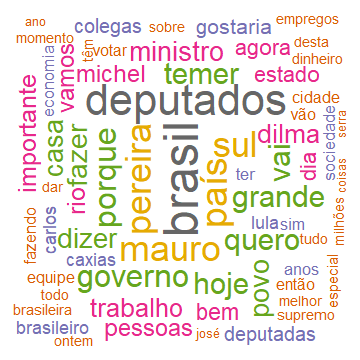 ano
sobre
empregos
colegas
gostaria
momento
têm
votar
ministro
agora
desta
dinheiro
economia
vamos
michel
temer
estado
deputados
cidade
vão
importante
casa
fazer
porque
pereira
brasil
país
sul
vai
dilma
dia
sociedade
serra
coisas
milhões
dar
rio
ter
grande
lula
sim
fazendo
carlos
dizer
mauro
quero
tudo
caxias
governo
hoje
povo
anos
então
especial
equipe
todo
melhor
brasileira
trabalho
bem
supremo
brasileiro
pessoas
josé
deputadas
ontem